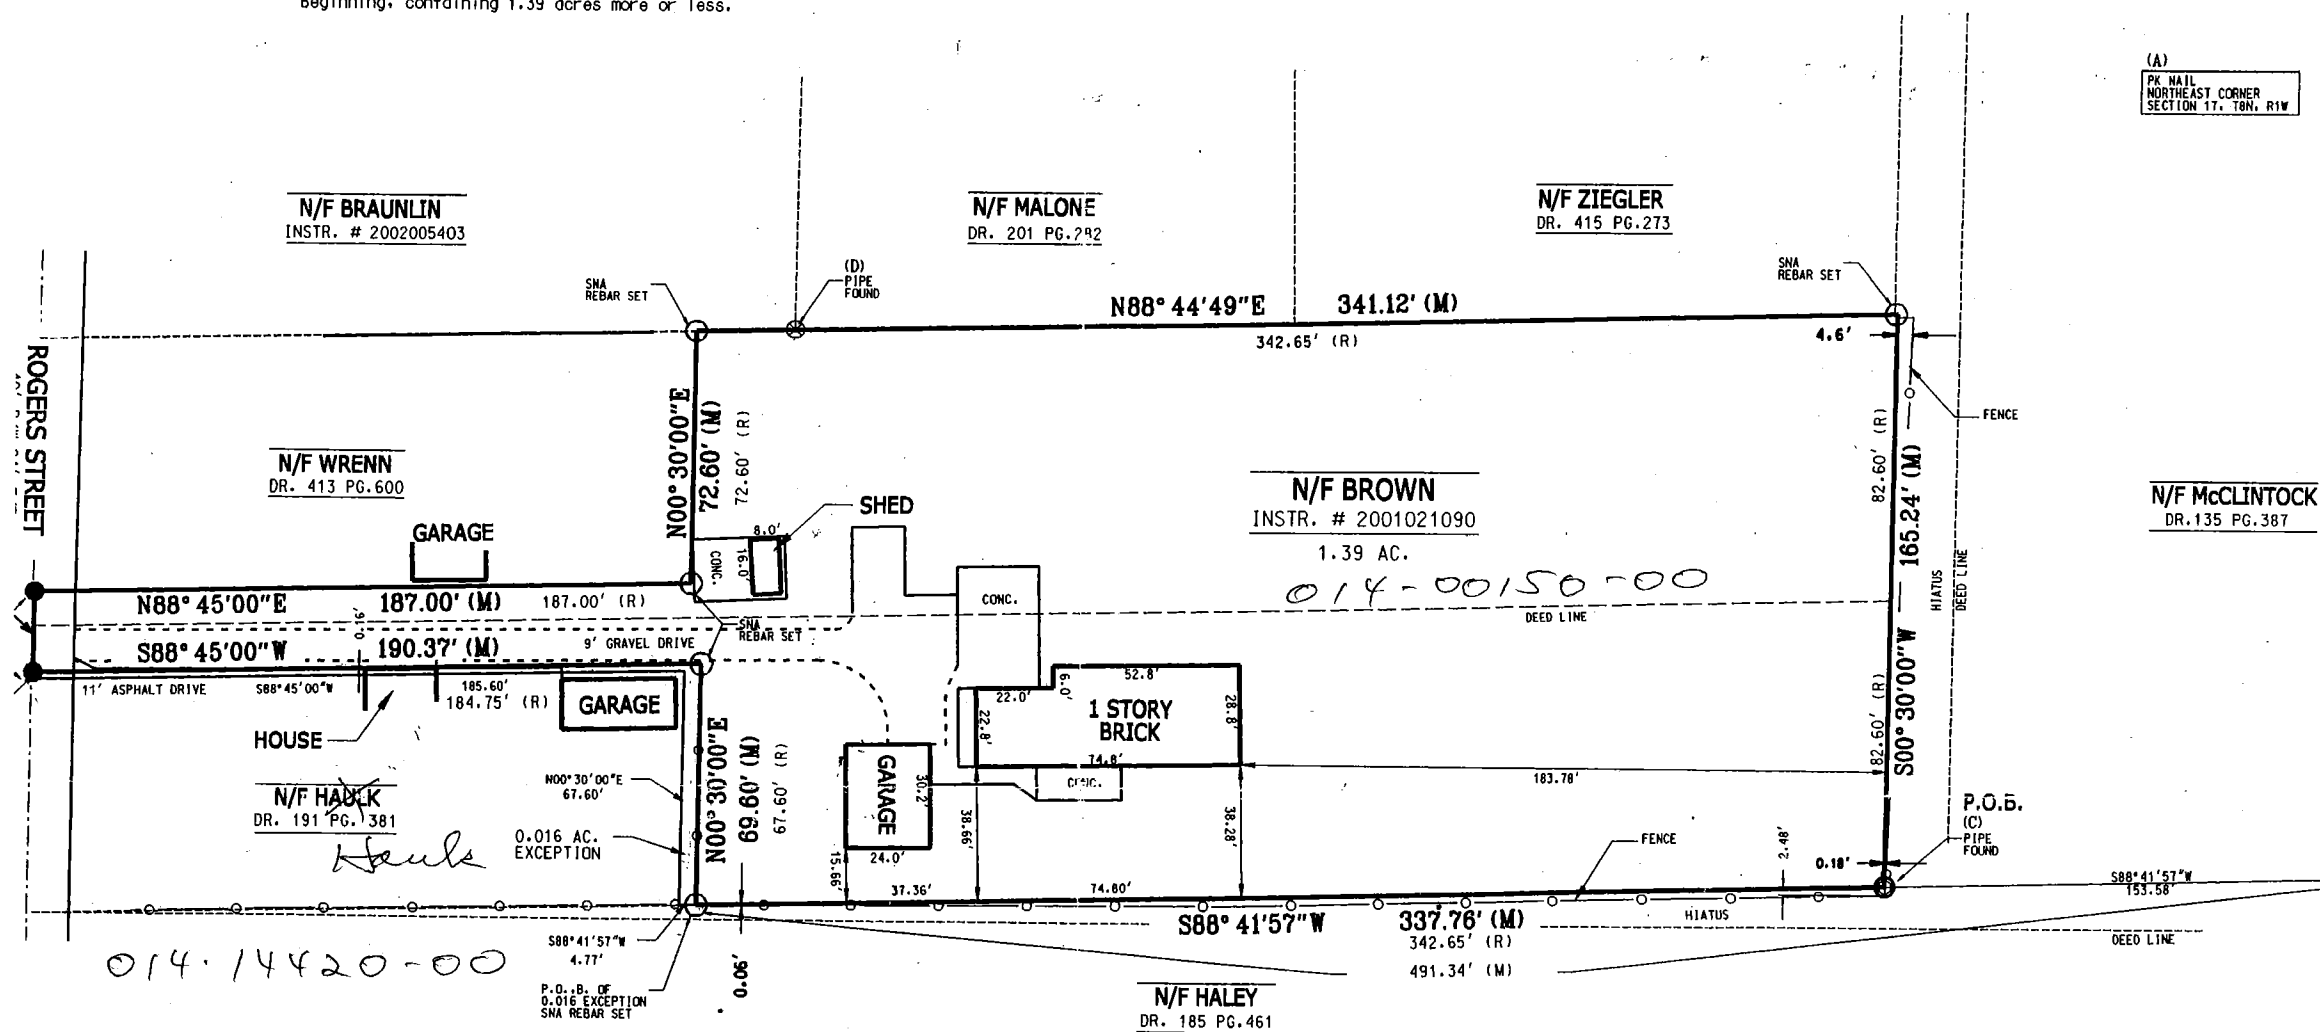 Beginning, containing 1.39 acres more or less.
(A)
PK NAIL
NORTHEAST CORNER
SECTION 17, T8N, R1W
N/F BRAUNLIN
INSTR. # 2002005403
N/F MALONE
DR. 201 PG.282
N/F ZIEGLER
DR. 415 PG.273
SNA
REBAR SET
(D)
PIPE
FOUND
SNA
REBAR SET
N88° 44'49"E 341.12' (M)
342.65' (R)
4.6'
FENCE
ROGERS STREET
N/F WRENN
DR. 413 PG.600
GARAGE
N00° 30'00"E
72.60' (M)
72.60' (R)
SHED
8.0'
16.0'
CONC.
N/F BROWN
INSTR. # 2001021090
1.39 AC.
014-00150-00
DEED LINE
82.60' (R)
165.24' (M)
S00° 30'00"W
82.60' (R)
HIATUS
DEED LINE
N/F McCLINTOCK
DR.135 PG.387
N88° 45'00"E 187.00' (M) 187.00' (R)
0.16'
SNA
REBAR SET
9' GRAVEL DRIVE
S88° 45'00"W 190.37' (M)
11' ASPHALT DRIVE
S88°45'00"W 185.60'
184.75' (R)
GARAGE
HOUSE
CONC.
52.8'
6.0'
22.0'
22.8'
28.8'
1 STORY
BRICK
74.8'
CONC.
183.78'
GARAGE
30.2'
24.0'
15.66'
38.66'
38.28'
N/F HAULK
DR. 191 PG. 381
Hauk
N00°30'00"E
67.60'
0.016 AC.
EXCEPTION
N00° 30'00"E
69.60' (M)
67.60' (R)
37.36'
74.80'
FENCE
2.48'
0.18'
P.O.B.
(C)
PIPE
FOUND
S88°41'57"W
153.58'
S88° 41'57"W 337.76' (M)
342.65' (R)
491.34' (M)
HIATUS
DEED LINE
014-14420-00
S88°41'57"W
4.77'
0.90'
P.O.B. OF
0.016 EXCEPTION
SNA REBAR SET
N/F HALEY
DR. 185 PG.461